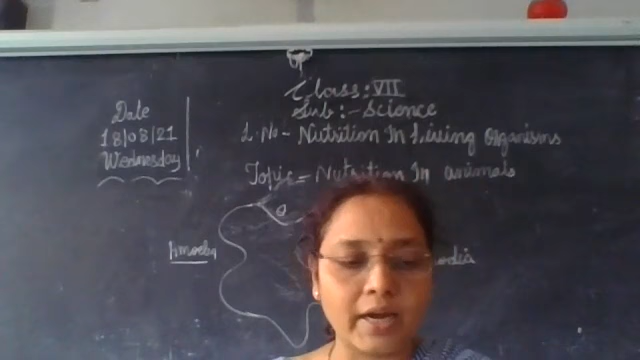 Class: VII
Sub:- Science
L.No- Nutrition In Living Organisms
Topic- Nutrition In animals
Date
18/08/21
Wednesday
Amoeba